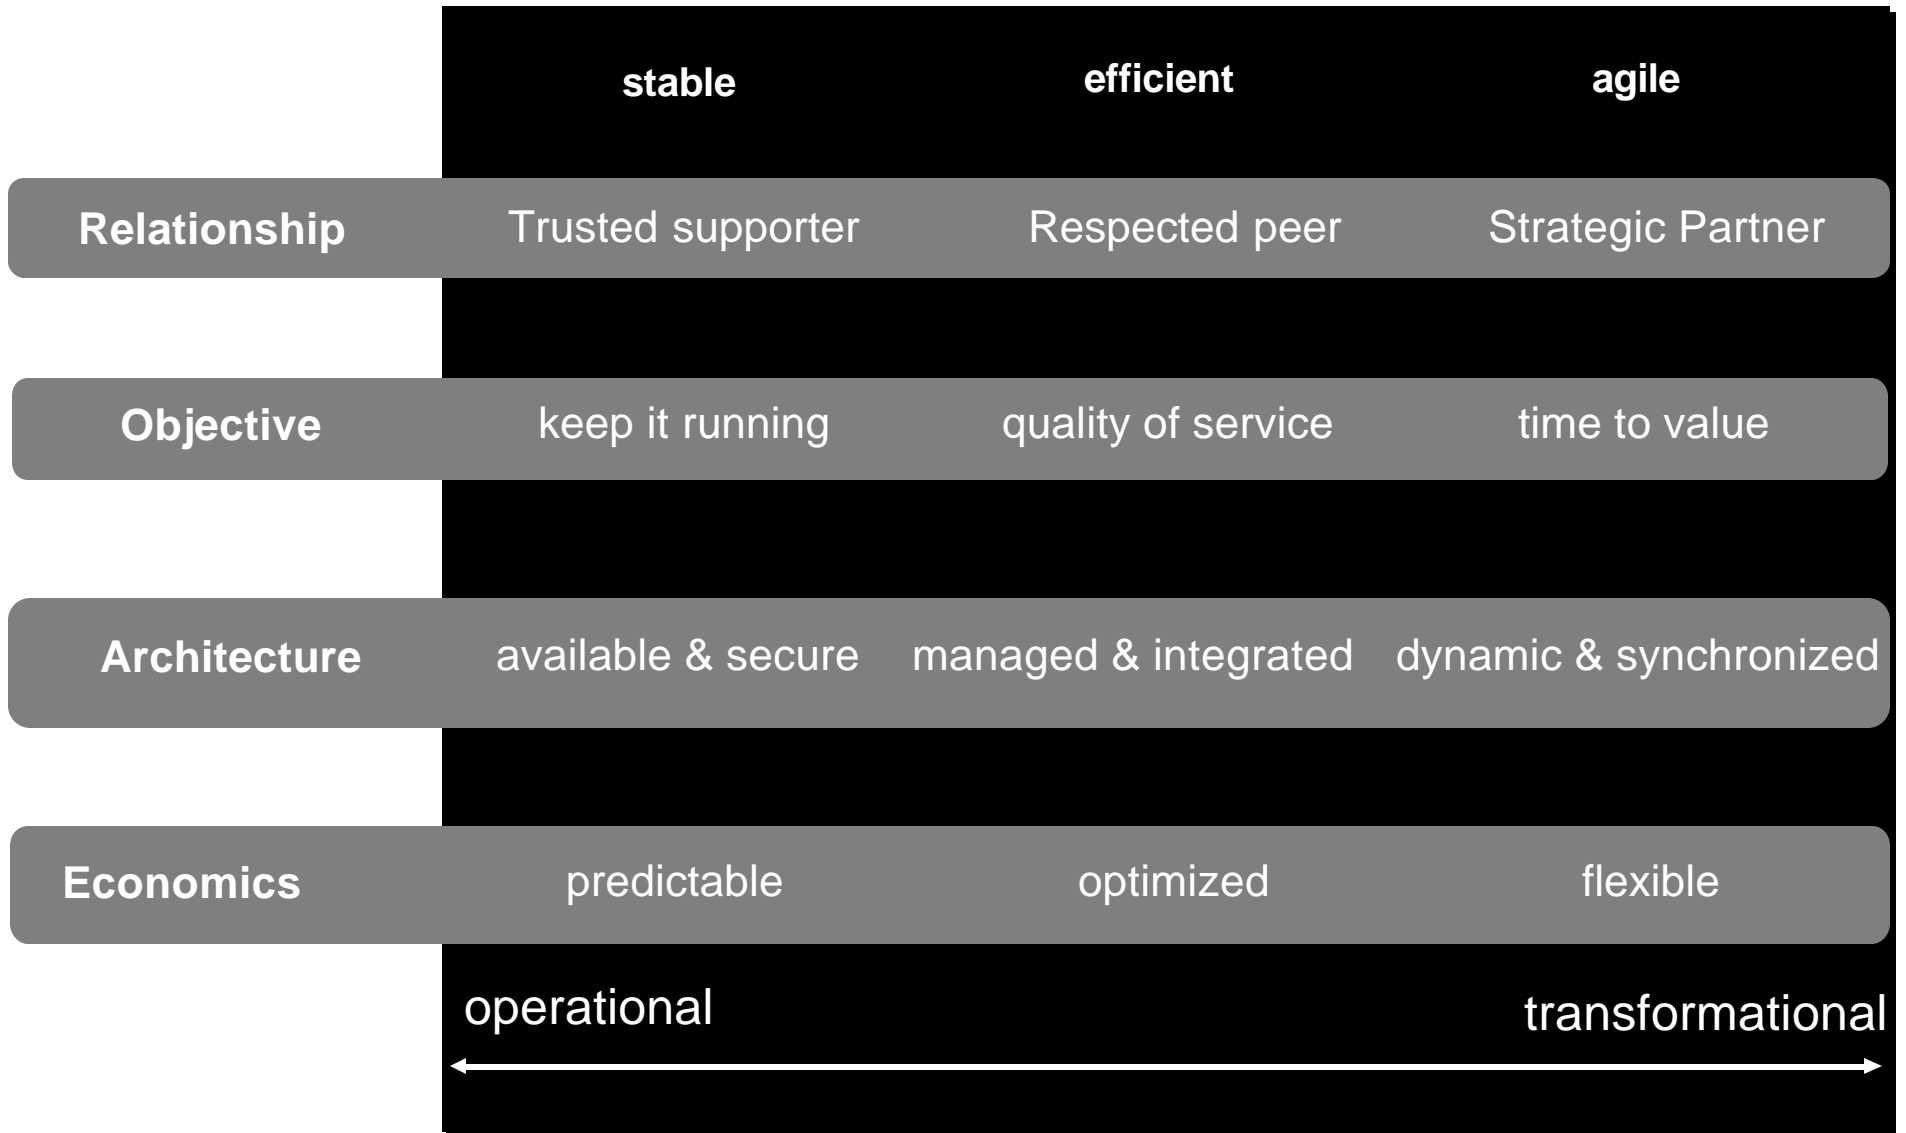 stable efficient agile
Relationship Trusted supporter Respected peer Strategic Partner
Objective keep it running quality of service time to value
Architecture available & secure managed & integrated dynamic & synchronized
Economics predictable optimized flexible
operational transformational